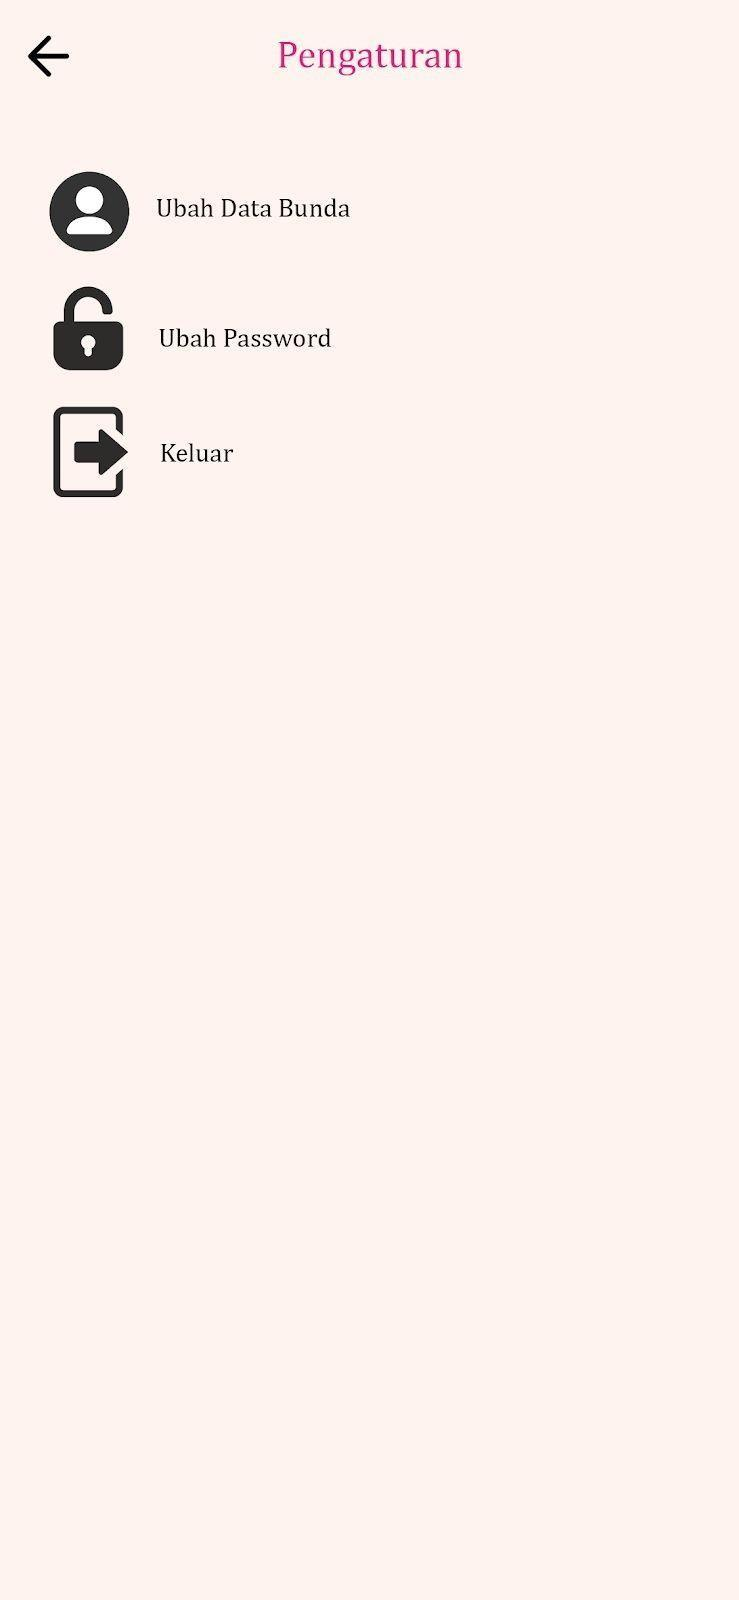 Pengaturan
Ubah Data Bunda
Ubah Password
Keluar